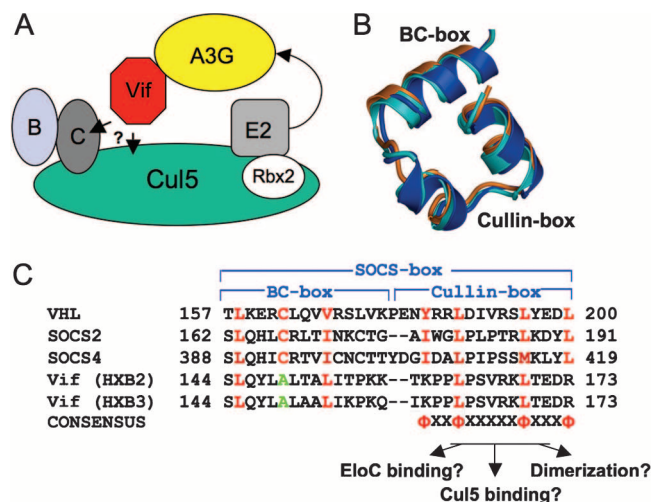 A
A3G
Vif
B
C
?
E2
Cul5
Rbx2
B
BC-box
Cullin-box
C
SOCS-box
BC-box Cullin-box
VHL 157 TLKERCLQVVRSLVKPENYRRLDIVRSLYEDL 200
SOCS2 162 SLQHLCRLTINKCTG--AIWGLPLPTRLKDYL 191
SOCS4 388 SLQHICRTVICNCTTYDGIDALPIPSSMKLYL 419
Vif (HXB2) 144 SLQYLALTALITPKK--IKPPLPSVRKLTEDR 173
Vif (HXB3) 144 SLQYLALAALIKPKQ--IKPPLPSVRKLTEDR 173
CONSENSUS ΦXXΦXXXXXΦXXXΦ
EloC binding? Dimerization?
Cul5 binding?